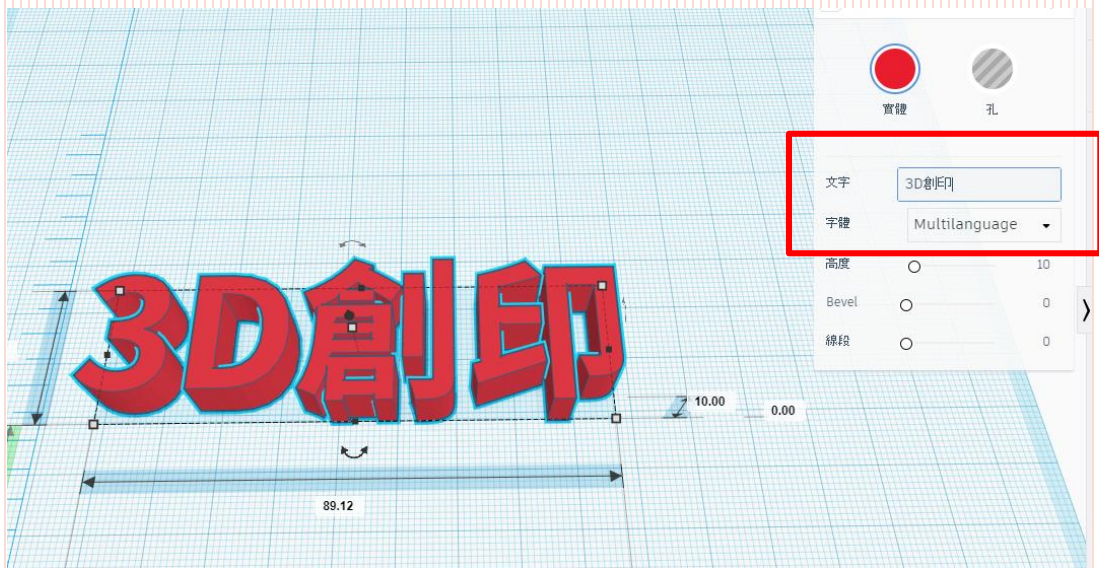 實體 孔
文字 3D創印
字體 Multilanguage
高度 10
Bevel 0
線段 0
3D創印
10.00
0.00
89.12